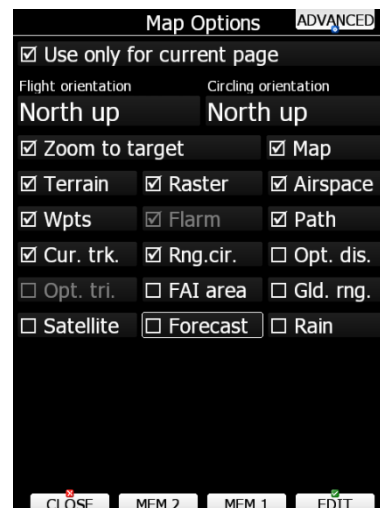 Map Options ADVANCED
Use only for current page
Flight orientation Circling orientation
North up North up
Zoom to target Map
Terrain Raster Airspace
Wpts Flarm Path
Cur. trk. Rng.cir. Opt. dis.
Opt. tri. FAI area Gld. rng.
Satellite Forecast Rain
CLOSE MEM 2 MEM 1 EDIT